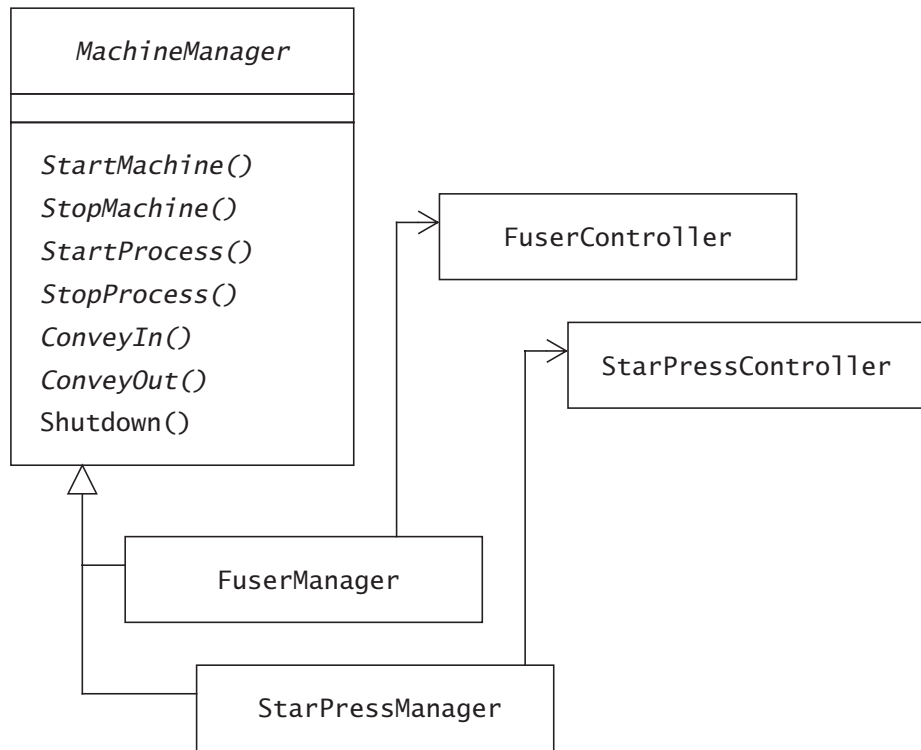 MachineManager
StartMachine()
StopMachine()
StartProcess()
StopProcess()
ConveyIn()
ConveyOut()
Shutdown()
FuserController
StarPressController
FuserManager
StarPressManager